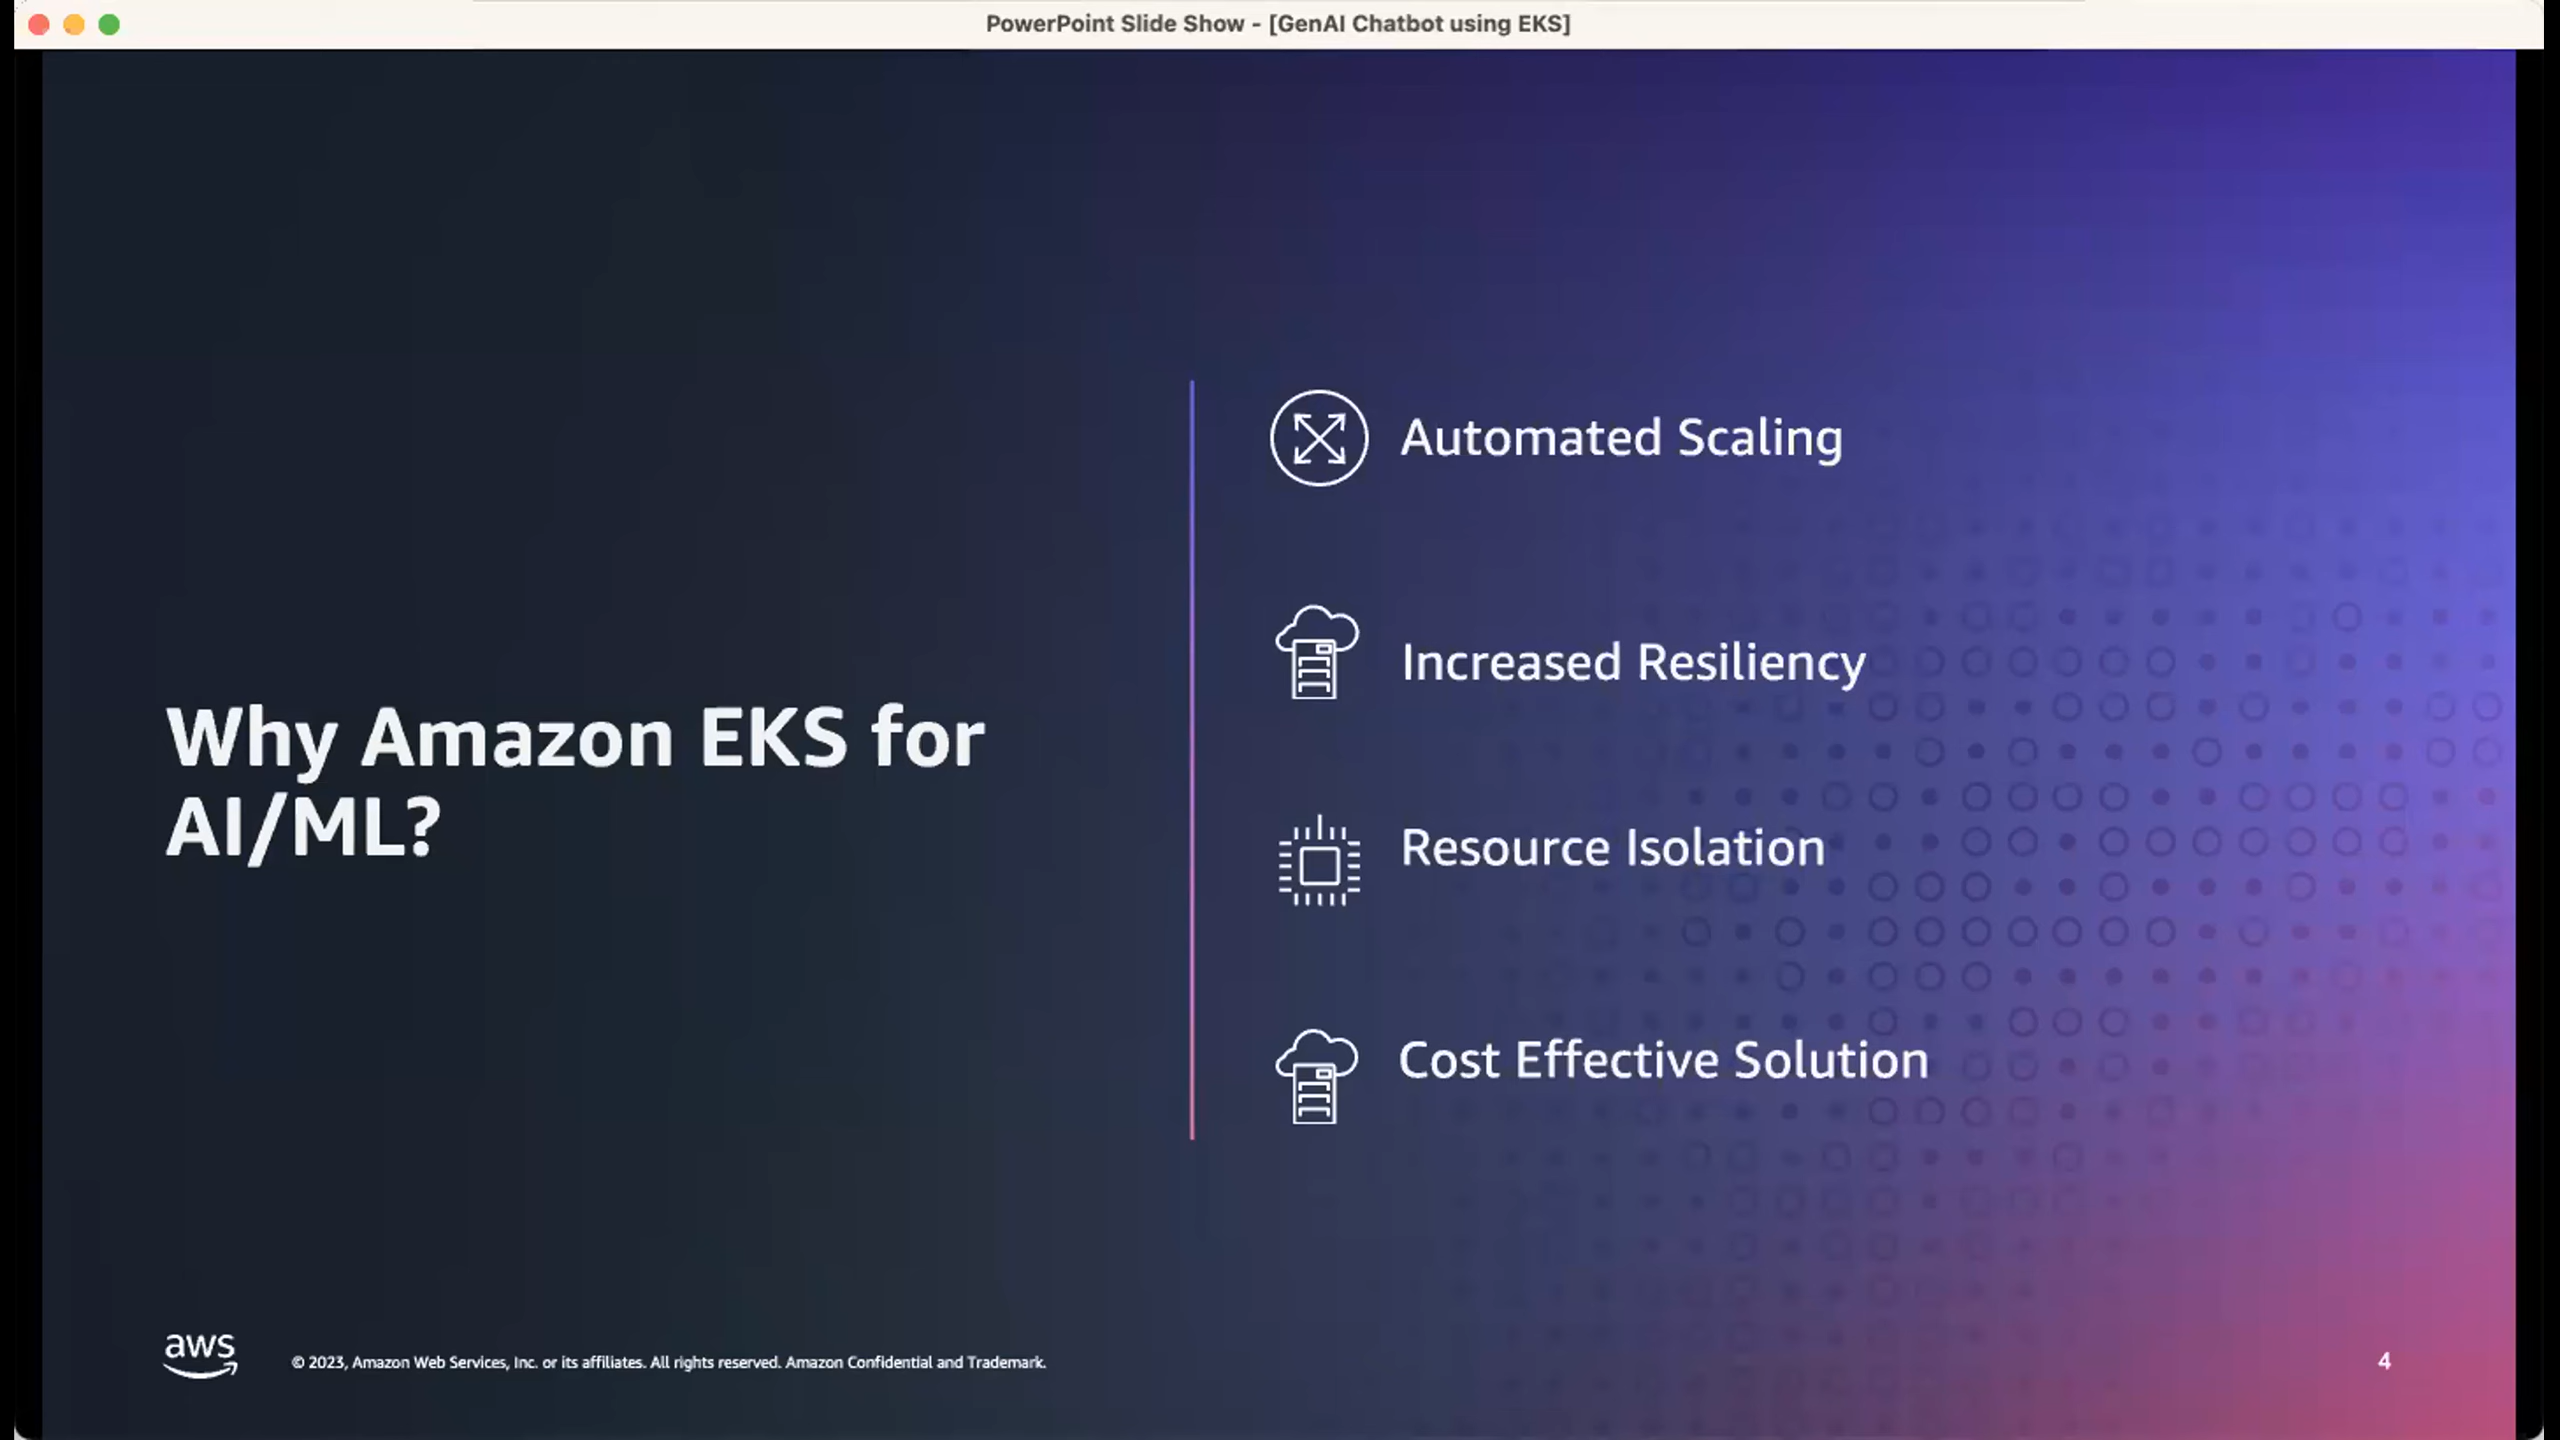 PowerPoint Slide Show - [GenAI Chatbot using EKS]
Why Amazon EKS for
AI/ML?
Automated Scaling
Increased Resiliency
Resource Isolation
Cost Effective Solution
aws
© 2023, Amazon Web Services, Inc. or its affiliates. All rights reserved. Amazon Confidential and Trademark.
4